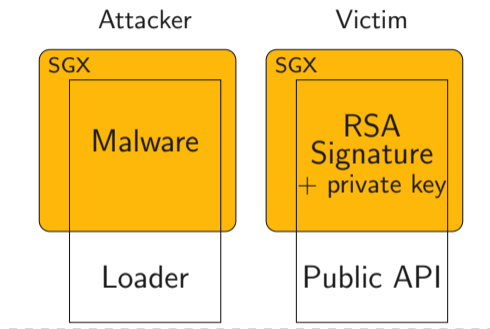 Attacker
Victim
SGX
Malware
Loader
SGX
RSA
Signature
+ private key
Public API